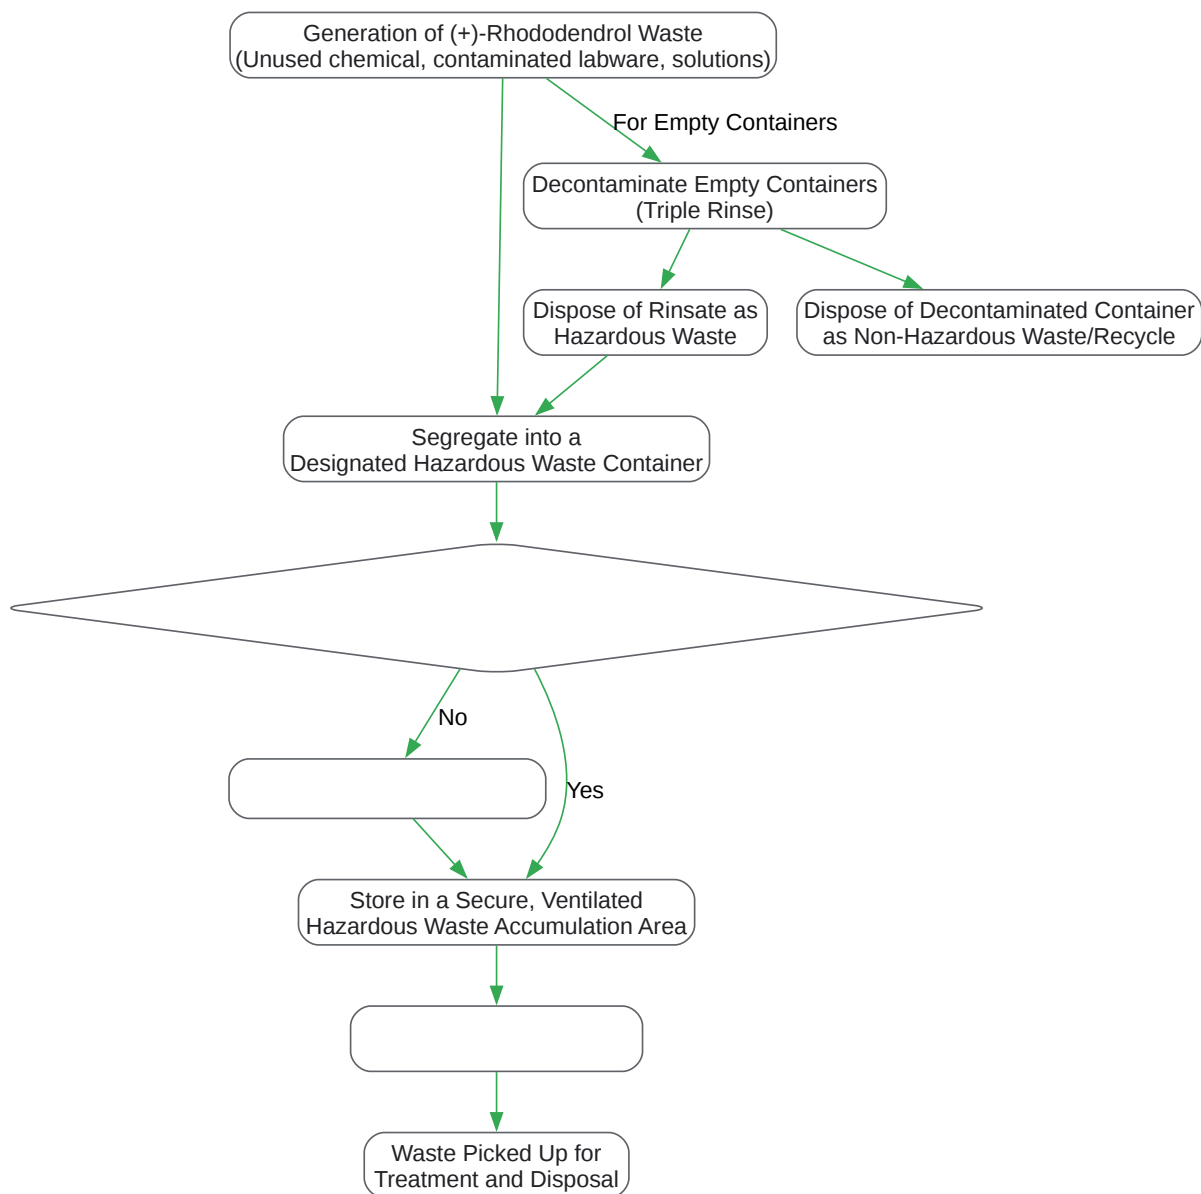 Generation of (+)-Rhododendrol Waste
(Unused chemical, contaminated labware, solutions)
For Empty Containers
Decontaminate Empty Containers
(Triple Rinse)
Dispose of Rinsate as
Hazardous Waste
Dispose of Decontaminated Container
as Non-Hazardous Waste/Recycle
Segregate into a
Designated Hazardous Waste Container
No
Yes
Store in a Secure, Ventilated
Hazardous Waste Accumulation Area
Waste Picked Up for
Treatment and Disposal